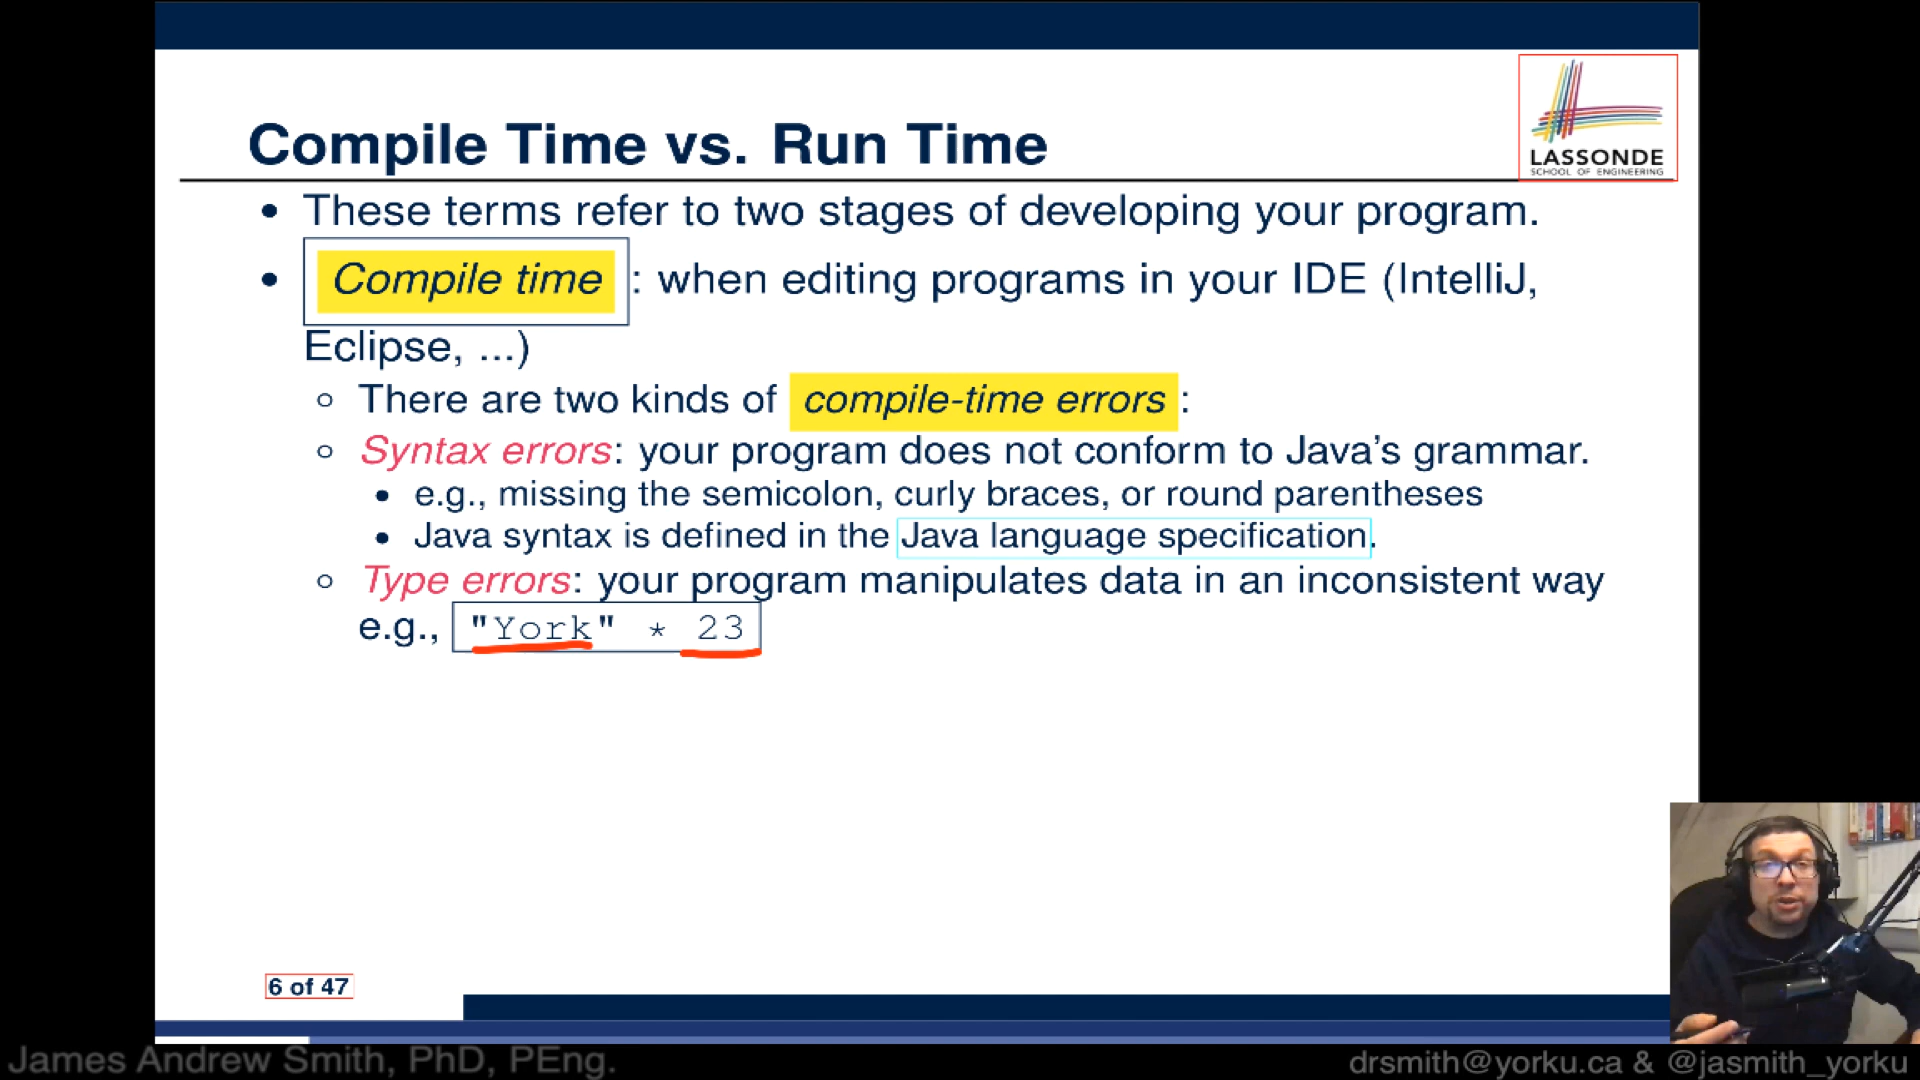 LASSONDE
SCHOOL OF ENGINEERING
Compile Time vs. Run Time
• These terms refer to two stages of developing your program.
• Compile time : when editing programs in your IDE (IntelliJ,
Eclipse, ...)
○ There are two kinds of compile-time errors :
○ Syntax errors: your program does not conform to Java’s grammar.
• e.g., missing the semicolon, curly braces, or round parentheses
• Java syntax is defined in the Java language specification.
○ Type errors: your program manipulates data in an inconsistent way
e.g., "York" * 23
6 of 47
James Andrew Smith, PhD, PEng.
drsmith@yorku.ca & @jasmith_yorku